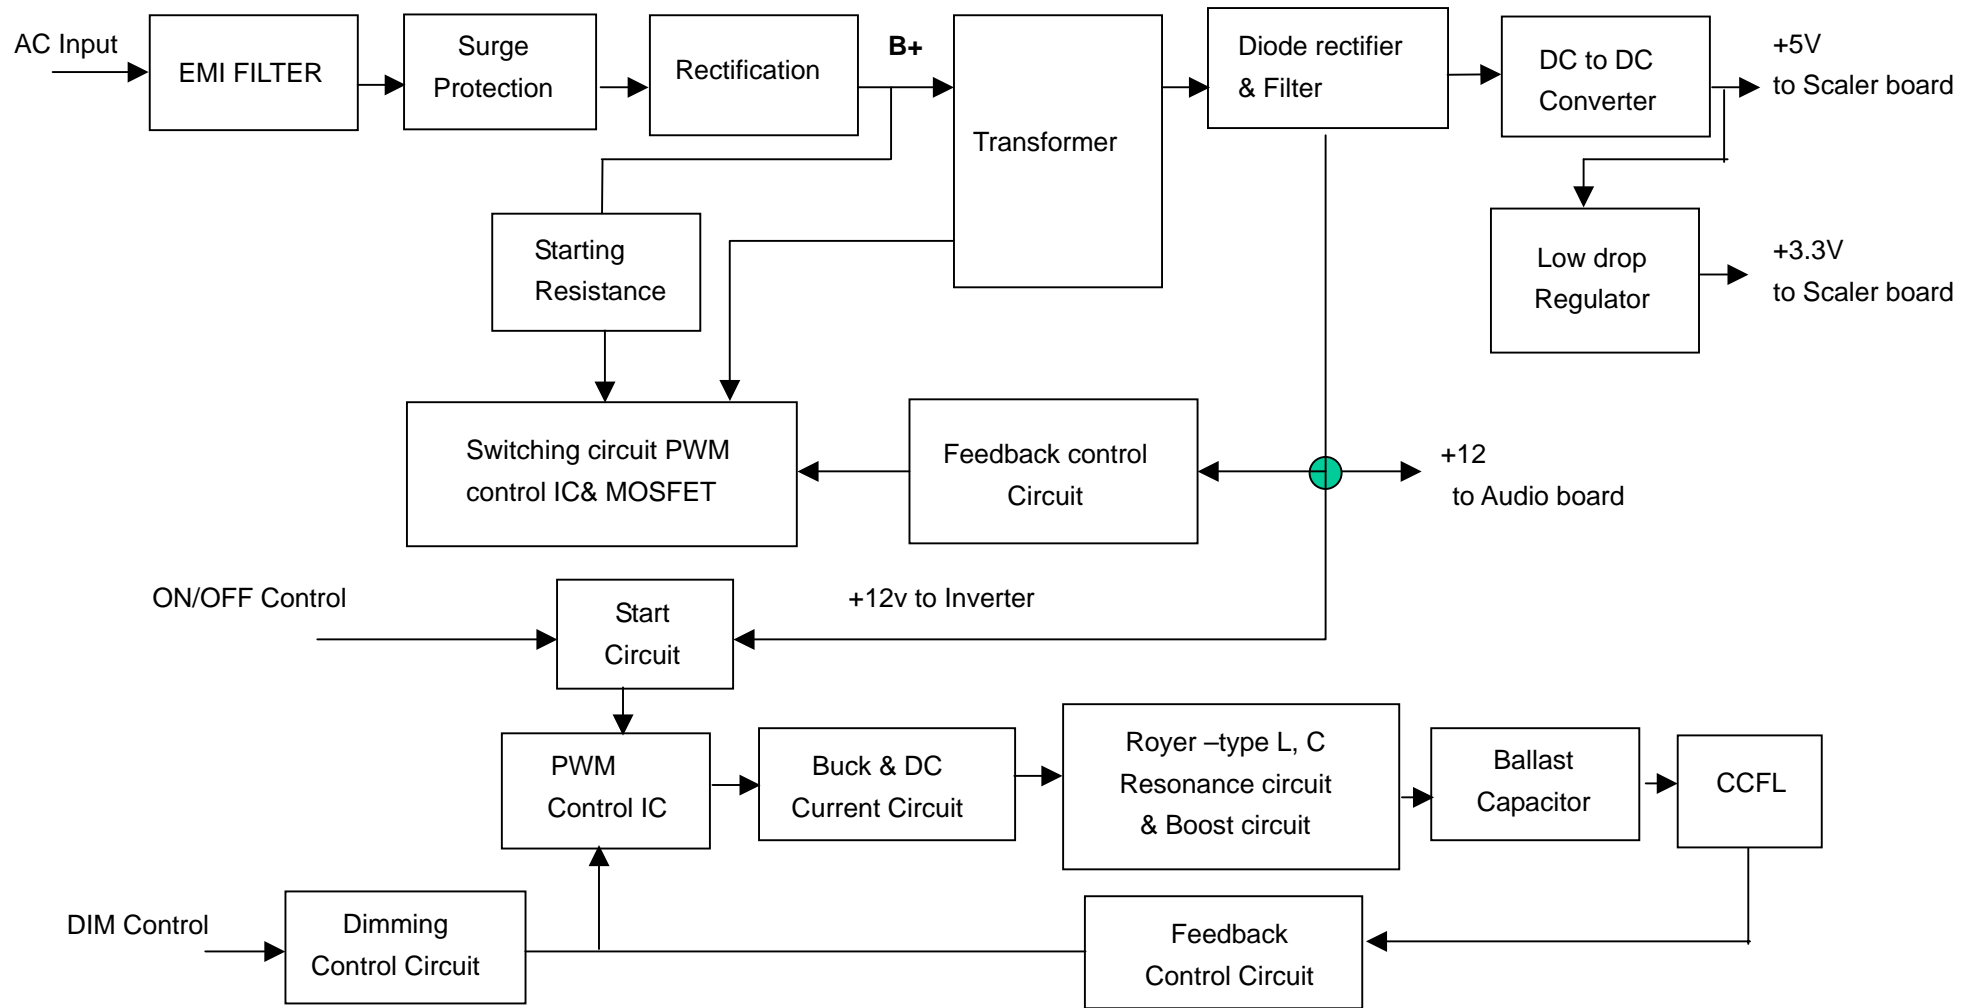 AC Input
EMI FILTER
Surge
Protection
Rectification
B+
Transformer
Diode rectifier
& Filter
DC to DC
Converter
+5V
to Scaler board
Starting
Resistance
Low drop
Regulator
+3.3V
to Scaler board
Switching circuit PWM
control IC& MOSFET
Feedback control
Circuit
+12
to Audio board
ON/OFF Control
Start
Circuit
+12v to Inverter
PWM
Control IC
Buck & DC
Current Circuit
Royer –type L, C
Resonance circuit
& Boost circuit
Ballast
Capacitor
CCFL
DIM Control
Dimming
Control Circuit
Feedback
Control Circuit